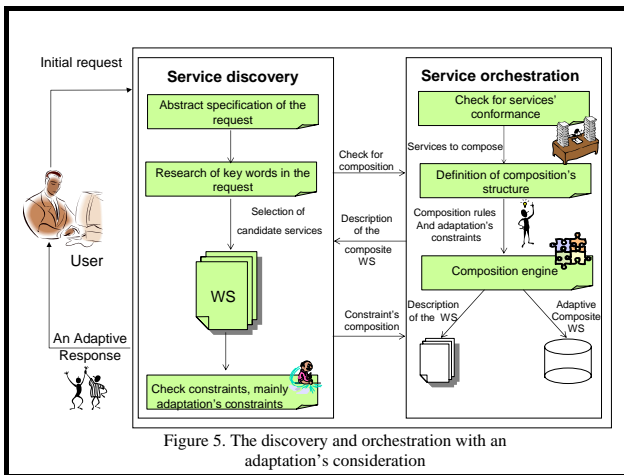 Initial request
User
An Adaptive
Response
Service discovery
Abstract specification of the
request
Research of key words in the
request
Selection of
candidate services
WS
Check constraints, mainly
adaptation's constraints
Check for
composition
Description of
the
composite
WS
Constraint's
composition
Service orchestration
Check for services'
conformance
Services to compose
Definition of composition's
structure
Composition rules
And adaptation's
constraints
Composition engine
Description
of the WS
Adaptive
Composite
WS
Figure 5. The discovery and orchestration with an
adaptation's consideration